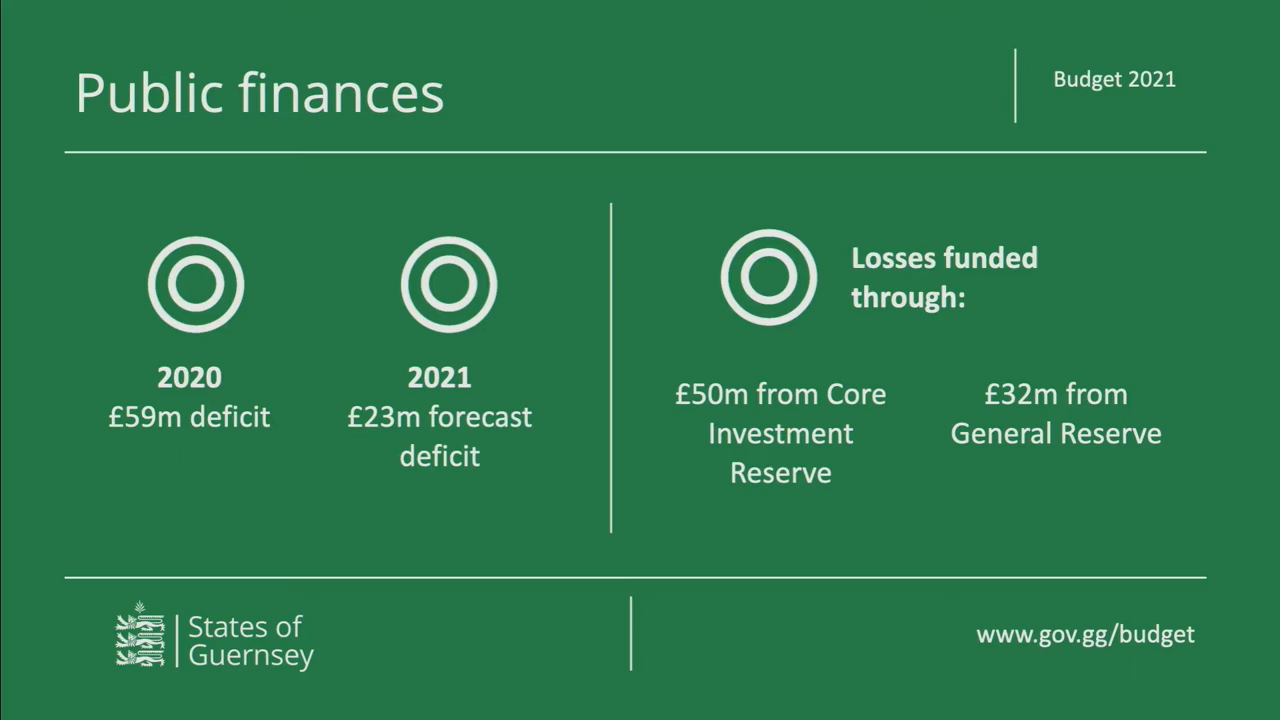 Public finances
Budget 2021
2020
£59m deficit
2021
£23m forecast
deficit
Losses funded
through:
£50m from Core
Investment
Reserve
£32m from
General Reserve
States of
Guernsey
www.gov.gg/budget